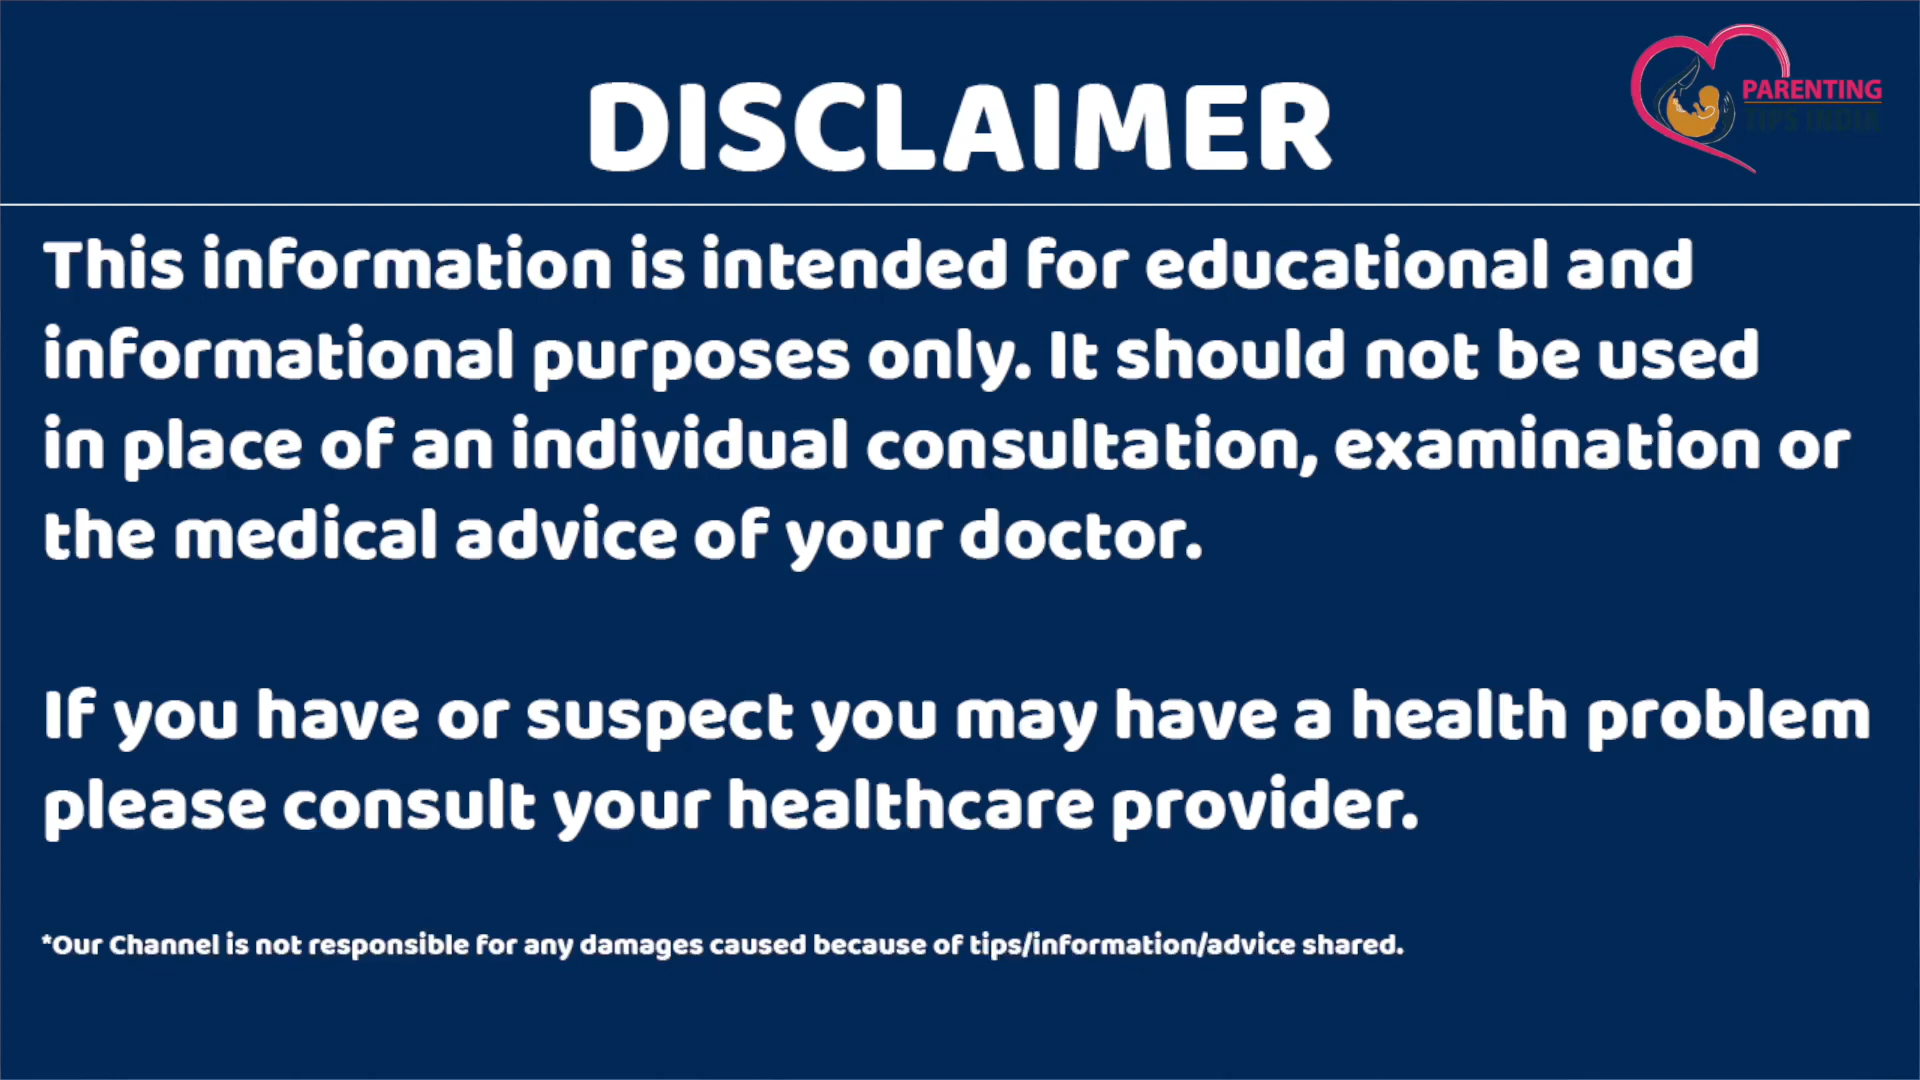 DISCLAIMER
PARENTING
TIPS INDIA
This information is intended for educational and
informational purposes only. It should not be used
in place of an individual consultation, examination or
the medical advice of your doctor.
If you have or suspect you may have a health problem
please consult your healthcare provider.
*Our Channel is not responsible for any damages caused because of tips/information/advice shared.